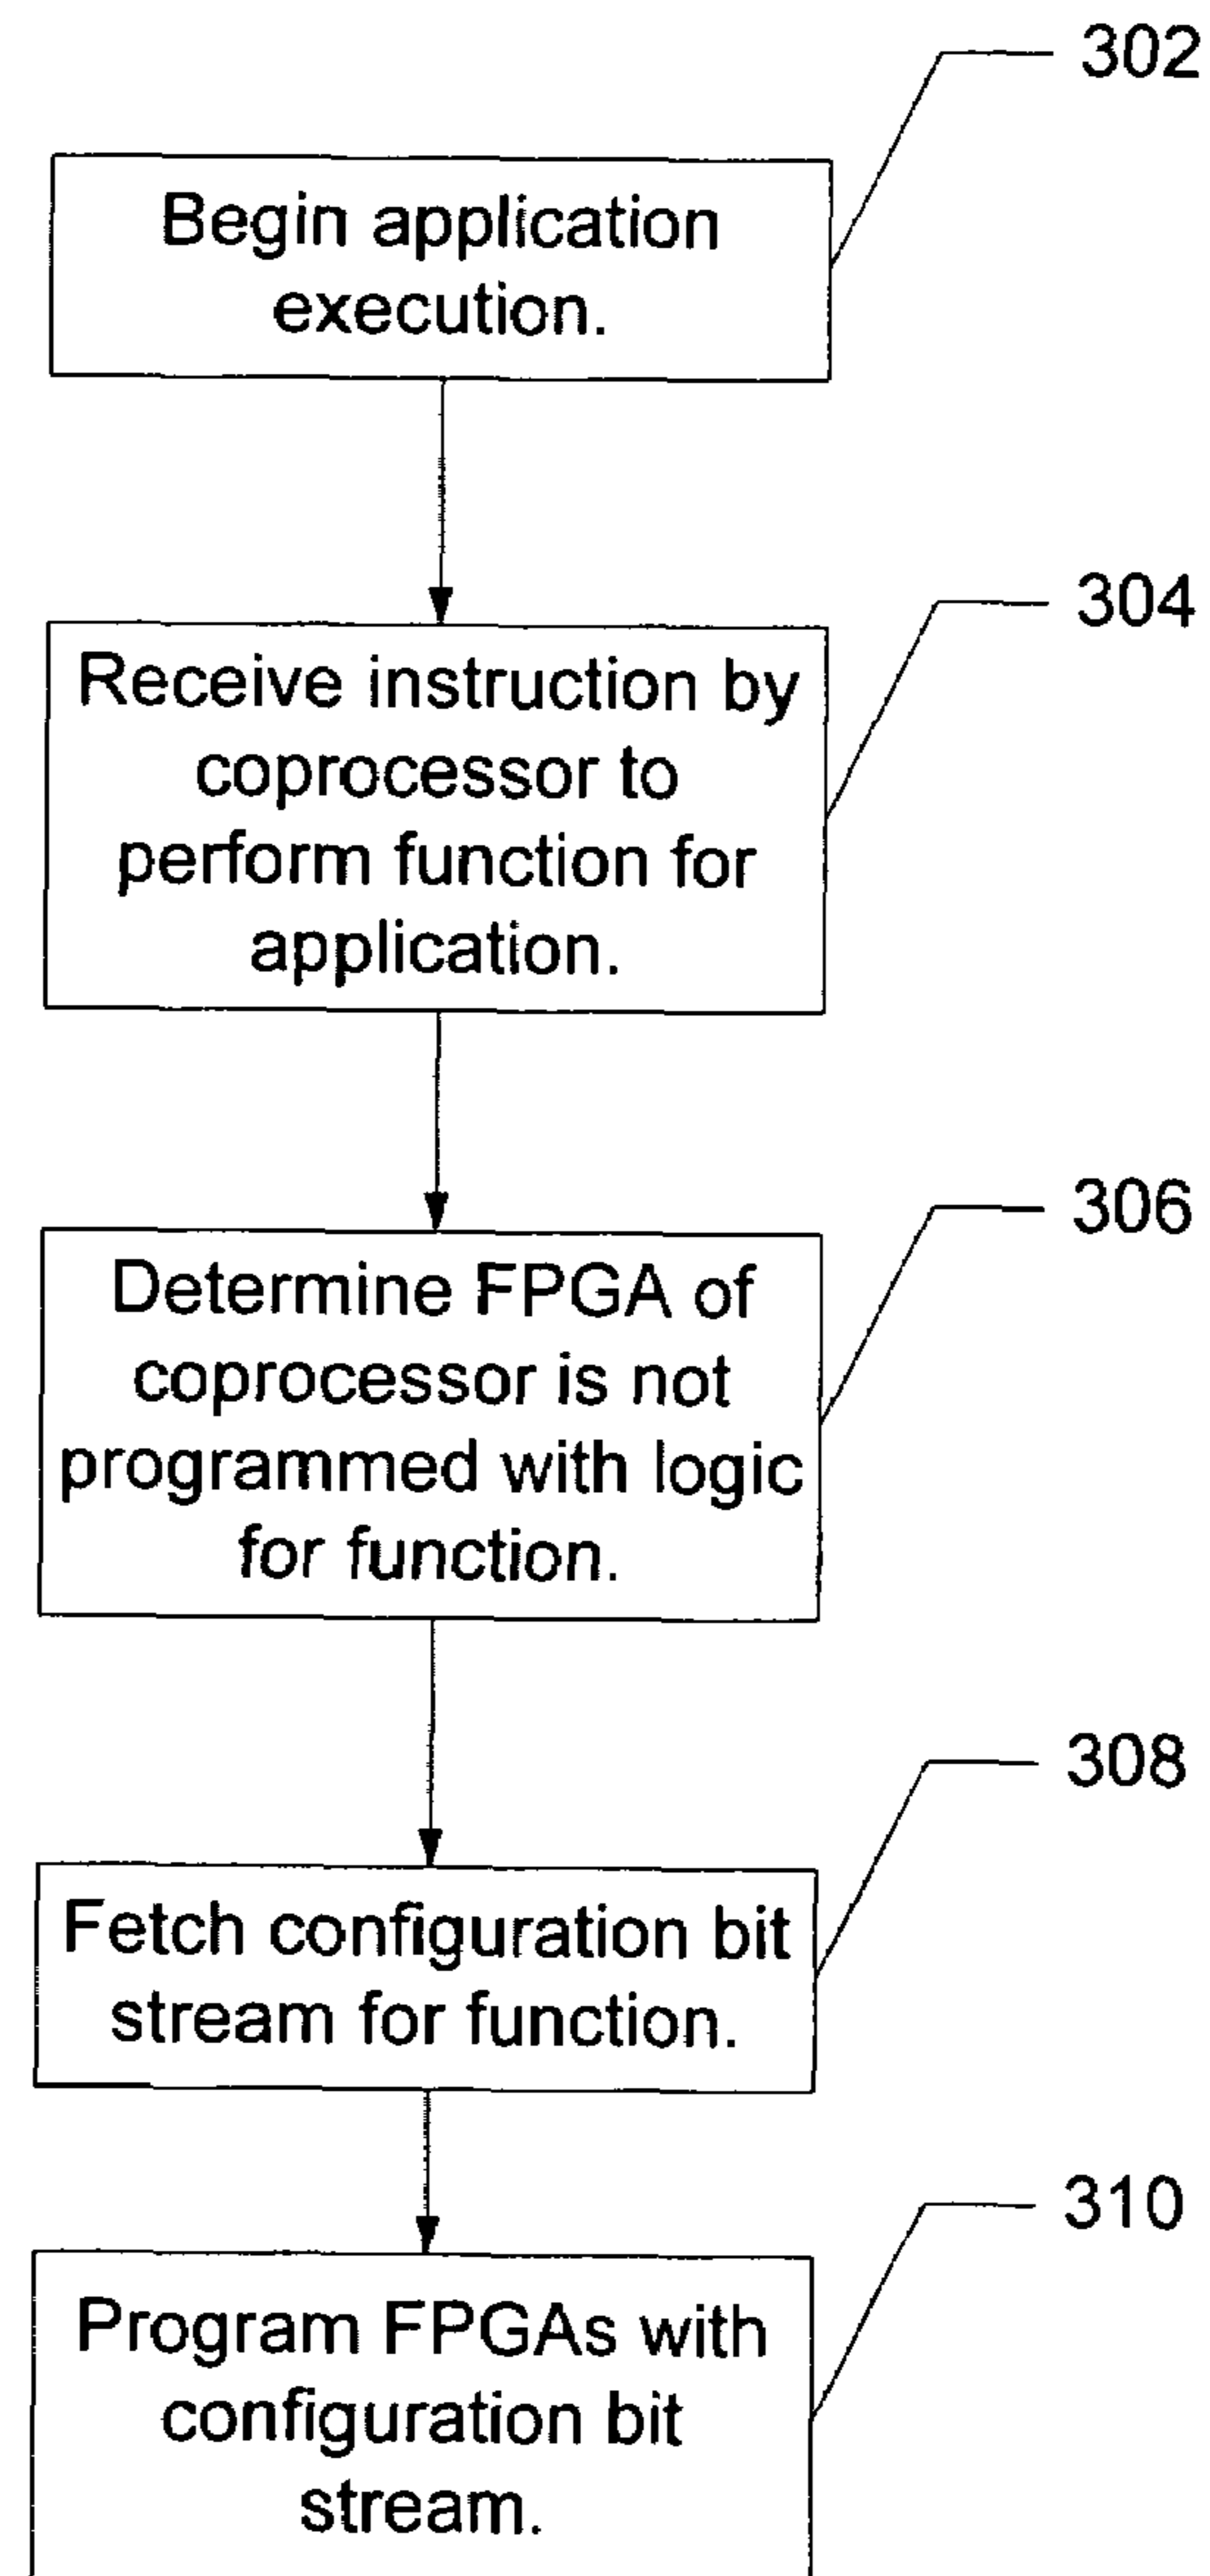 302
Begin application
execution.
304
Receive instruction by
coprocessor to
perform function for
application.
306
Determine FPGA of
coprocessor is not
programmed with logic
for function.
308
Fetch configuration bit
stream for function.
310
Program FPGAs with
configuration bit
stream.